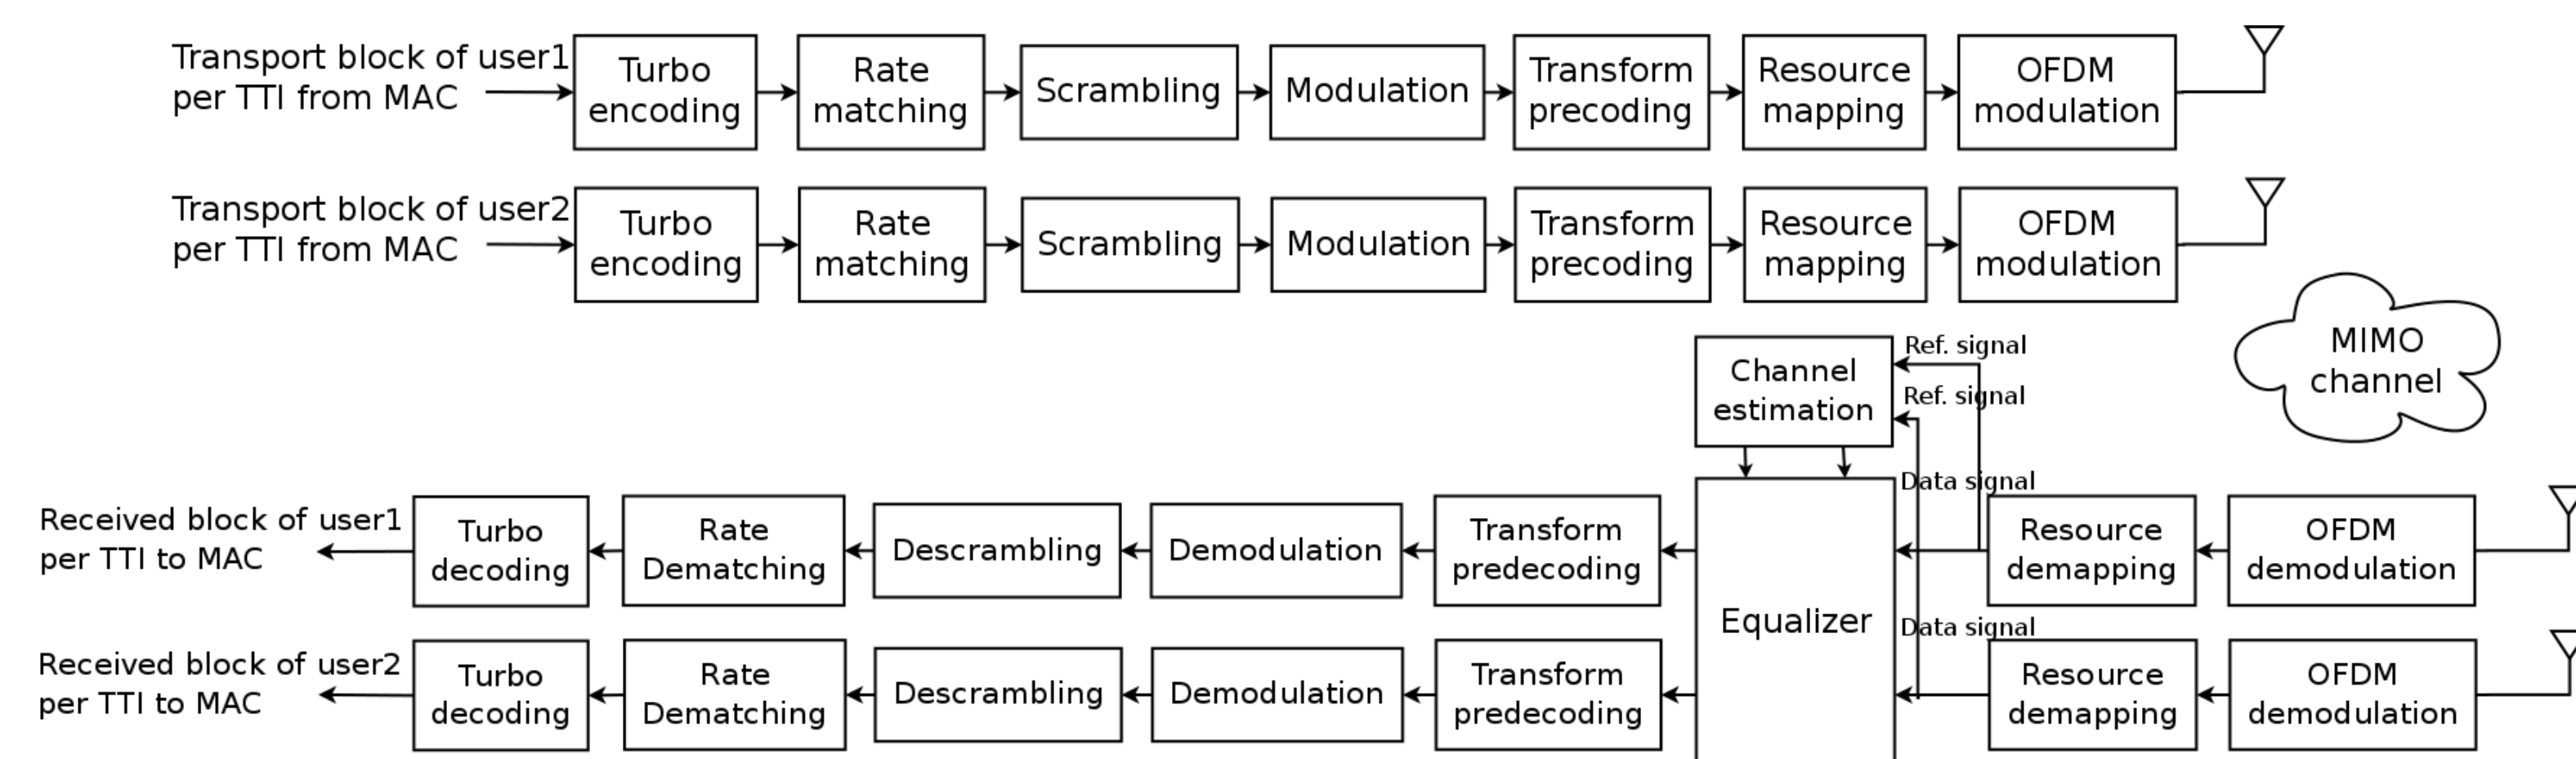 Transport block of user1
per TTI from MAC
Turbo
encoding
Rate
matching
Scrambling
Modulation
Transform
precoding
Resource
mapping
OFDM
modulation
Transport block of user2
per TTI from MAC
Turbo
encoding
Rate
matching
Scrambling
Modulation
Transform
precoding
Resource
mapping
OFDM
modulation
MIMO
channel
Channel
estimation
Ref. signal
Ref. signal
Data signal
Received block of user1
per TTI to MAC
Turbo
decoding
Rate
Dematching
Descrambling
Demodulation
Transform
predecoding
Equalizer
Resource
demapping
OFDM
demodulation
Data signal
Received block of user2
per TTI to MAC
Turbo
decoding
Rate
Dematching
Descrambling
Demodulation
Transform
predecoding
Resource
demapping
OFDM
demodulation